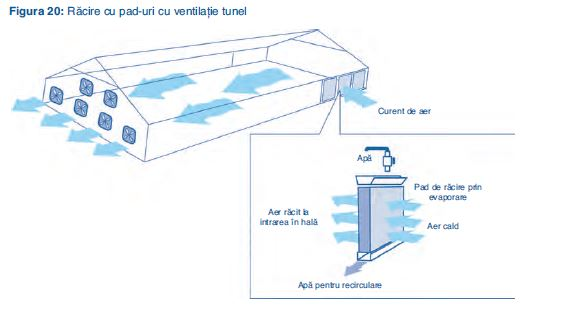 Figura 20: Răcire cu pad-uri cu ventilație tunel
Curent de aer
Apă
Pad de răcire prin
evaporare
Aer răcit la
intrarea în hală
Aer cald
Apă pentru recirculare